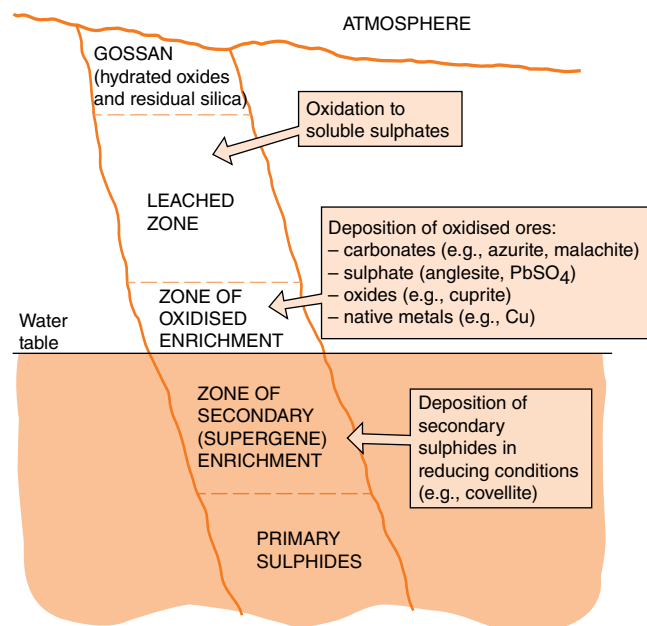 ATMOSPHERE
GOSSAN
(hydrated oxides
and residual silica)
Oxidation to
soluble sulphates
LEACHED
ZONE
Deposition of oxidised ores:
– carbonates (e.g., azurite, malachite)
– sulphate (anglesite, PbSO4)
– oxides (e.g., cuprite)
– native metals (e.g., Cu)
ZONE OF
OXIDISED
ENRICHMENT
Water
table
ZONE OF
SECONDARY
(SUPERGENE)
ENRICHMENT
Deposition of
secondary
sulphides in
reducing conditions
(e.g., covellite)
PRIMARY
SULPHIDES